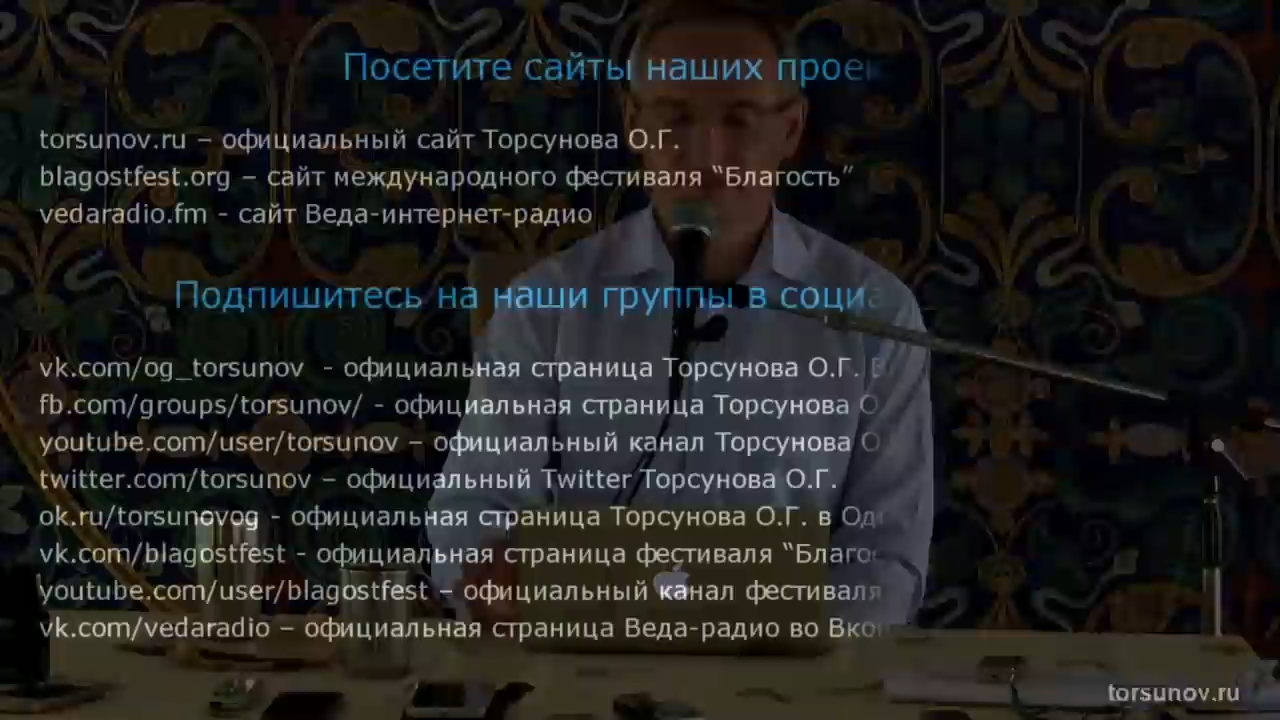 Посетите сайты наших
torsunov.ru – официальный сайт Торсунова О.Г.
blagostfest.org – сайт международного фестиваля “Благость”
vedaradio.fm - сайт Веда-интернет-радио
Подпишитесь на наши группы в
vk.com/og_torsunov - официальная страница Торсунова О.Г.
fb.com/groups/torsunov/ - официальная страница Торсунова О
youtube.com/user/torsunov – официальный канал Торсунова О
twitter.com/torsunov – официальный Twitter Торсунова О.Г.
ok.ru/torsunovog - официальная страница Торсунова О.Г. в
vk.com/blagostfest - официальная страница фестиваля
youtube.com/user/blagostfest – официальный канал фестиваля
vk.com/vedaradio – официальная страница Веда-радио во
torsunov.ru